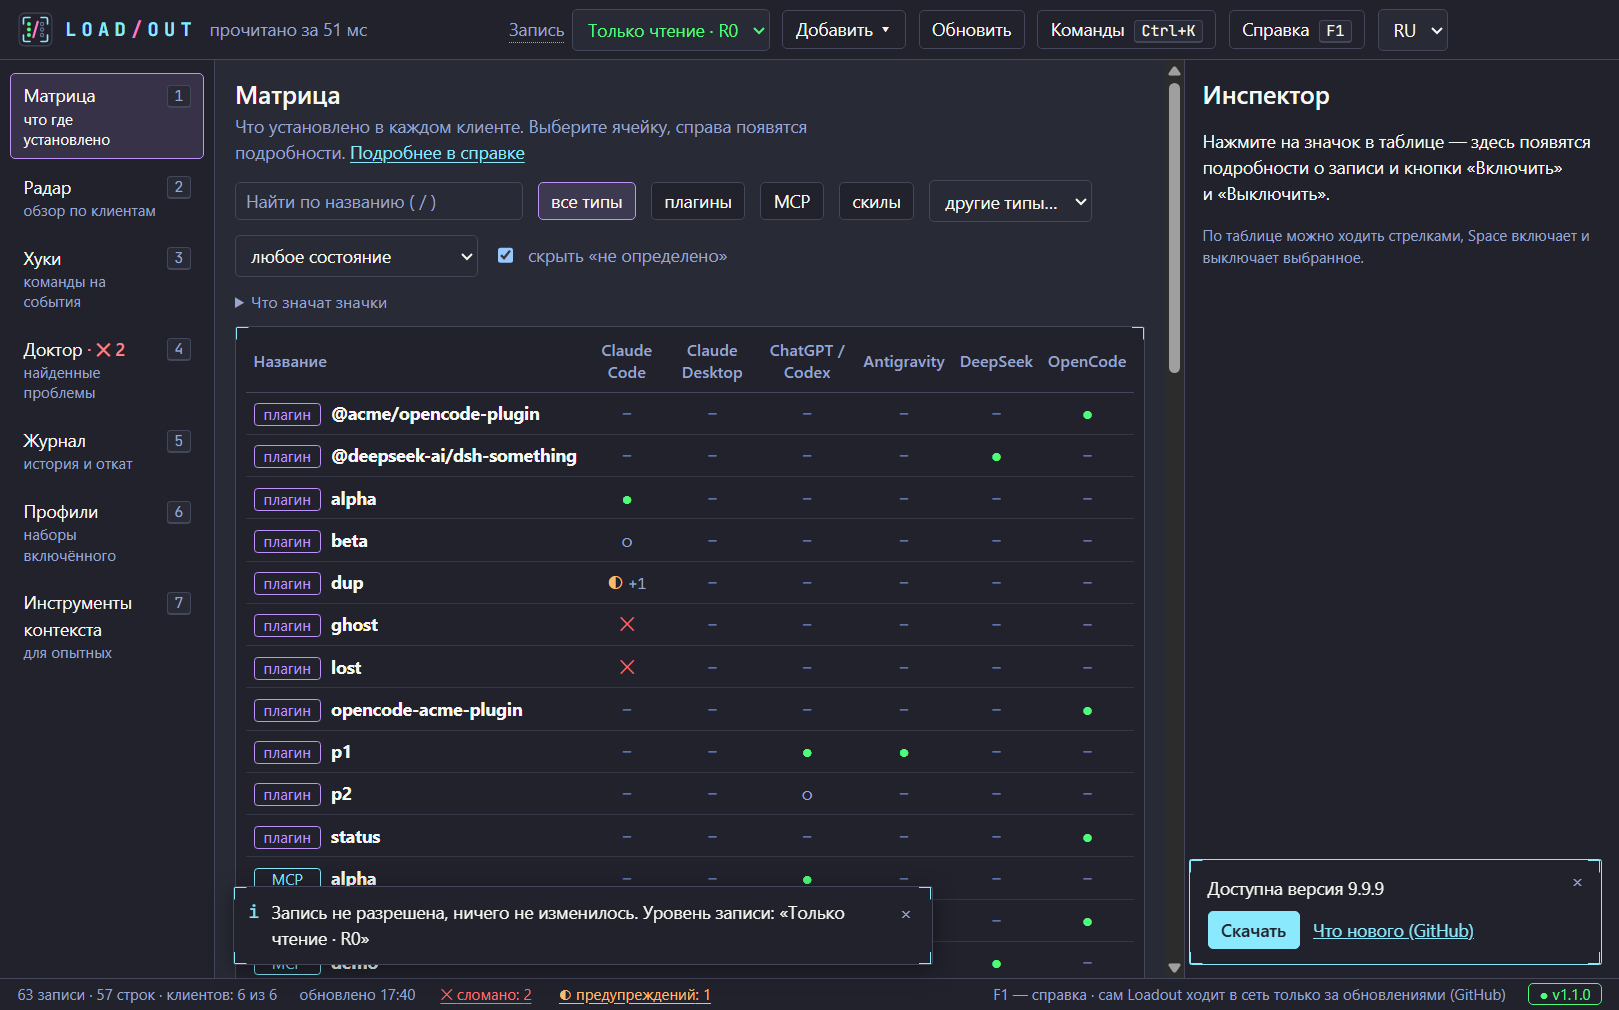 LOAD/OUT прочитано за 51 мс Запись Только чтение · R0 Добавить ▼ Обновить Команды Ctrl+K Справка F1 RU
Матрица 1
что где
установлено
Радар 2
обзор по клиентам
Хуки 3
команды на
события
Доктор · ✕ 2 4
найденные
проблемы
Журнал 5
история и откат
Профили 6
наборы
включённого
Инструменты 7
контекста
для опытных
Матрица
Что установлено в каждом клиенте. Выберите ячейку, справа появятся
подробности. Подробнее в справке
Найти по названию ( / ) все типы плагины MCP скилы другие типы...
любое состояние скрыть «не определено»
▶ Что значат значки
Название Claude Code Claude Desktop ChatGPT / Codex Antigravity DeepSeek OpenCode
плагин @acme/opencode-plugin – – – – – ●
плагин @deepseek-ai/dsh-something – – – – ● –
плагин alpha ● – – – – –
плагин beta ○ – – – – –
плагин dup ◐ +1 – – – – –
плагин ghost ✕ – – – – –
плагин lost ✕ – – – – –
плагин opencode-acme-plugin – – – – – ●
плагин p1 – – ● ● – –
плагин p2 – – ○ – – –
плагин status – – – – – ●
MCP alpha – – ● – – –
– ●
MCP demo ● –
i Запись не разрешена, ничего не изменилось. Уровень записи: «Только ×
чтение · R0»
Инспектор
Нажмите на значок в таблице — здесь появятся
подробности о записи и кнопки «Включить»
и «Выключить».
По таблице можно ходить стрелками, Space включает и
выключает выбранное.
Доступна версия 9.9.9 ×
Скачать Что нового (GitHub)
63 записи · 57 строк · клиентов: 6 из 6 обновлено 17:40 ✕ сломано: 2 ◐ предупреждений: 1 F1 — справка · сам Loadout ходит в сеть только за обновлениями (GitHub) ● v1.1.0